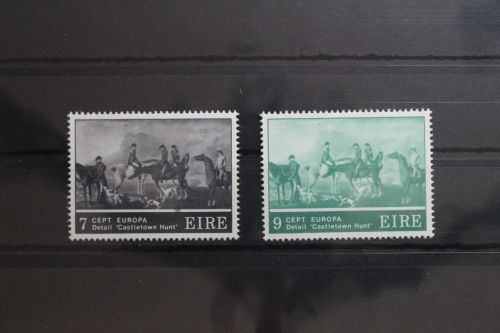 7 CEPT EUROPA EIRE
Detail 'Castletown Hunt'
9 CEPT EUROPA EIRE
Detail 'Castletown Hunt'